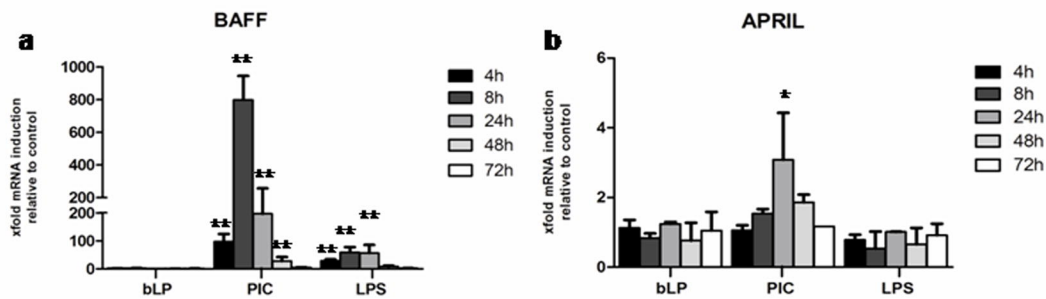 BAFF
a
xfold mRNA induction
relative to control
1000
800
600
400
200
200
100
0
**
**
**
**
**
**
**
bLP
PIC
LPS
4h
8h
24h
48h
72h
APRIL
b
xfold mRNA induction
relative to control
6
4
2
0
*
bLP
PIC
LPS
4h
8h
24h
48h
72h